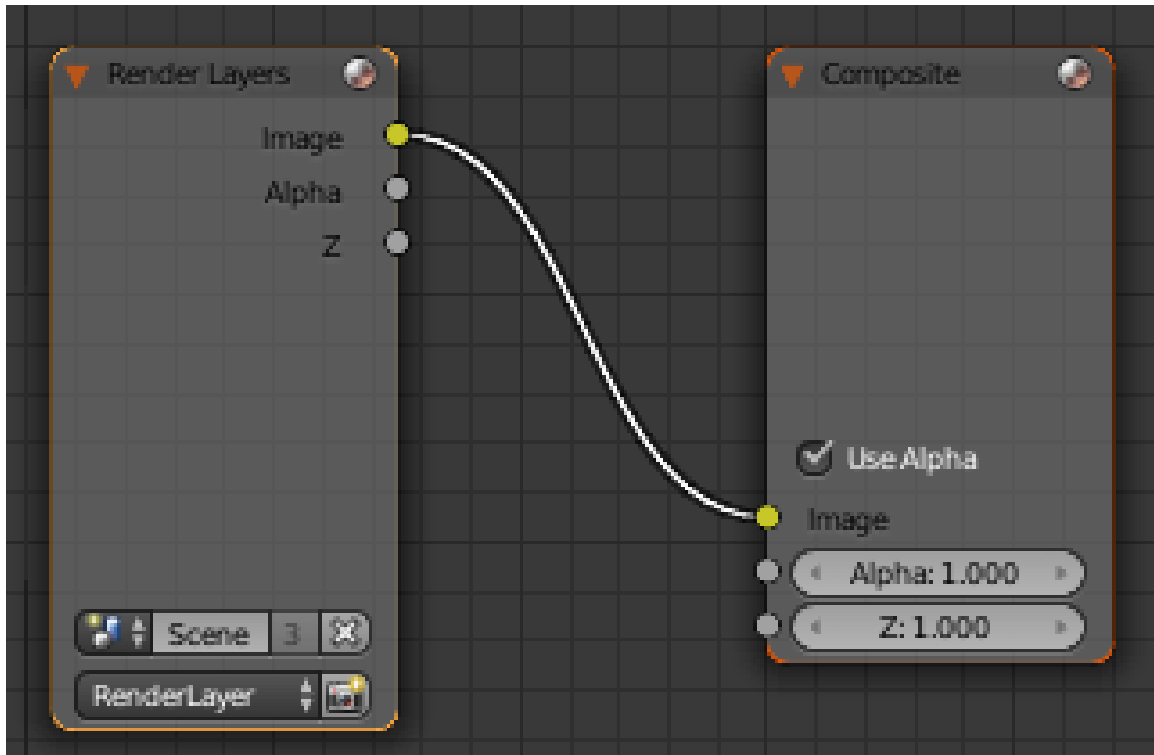 Render Layers
Image
Alpha
Z
Scene 3
RenderLayer
Composite
Use Alpha
Image
Alpha: 1.000
Z: 1.000